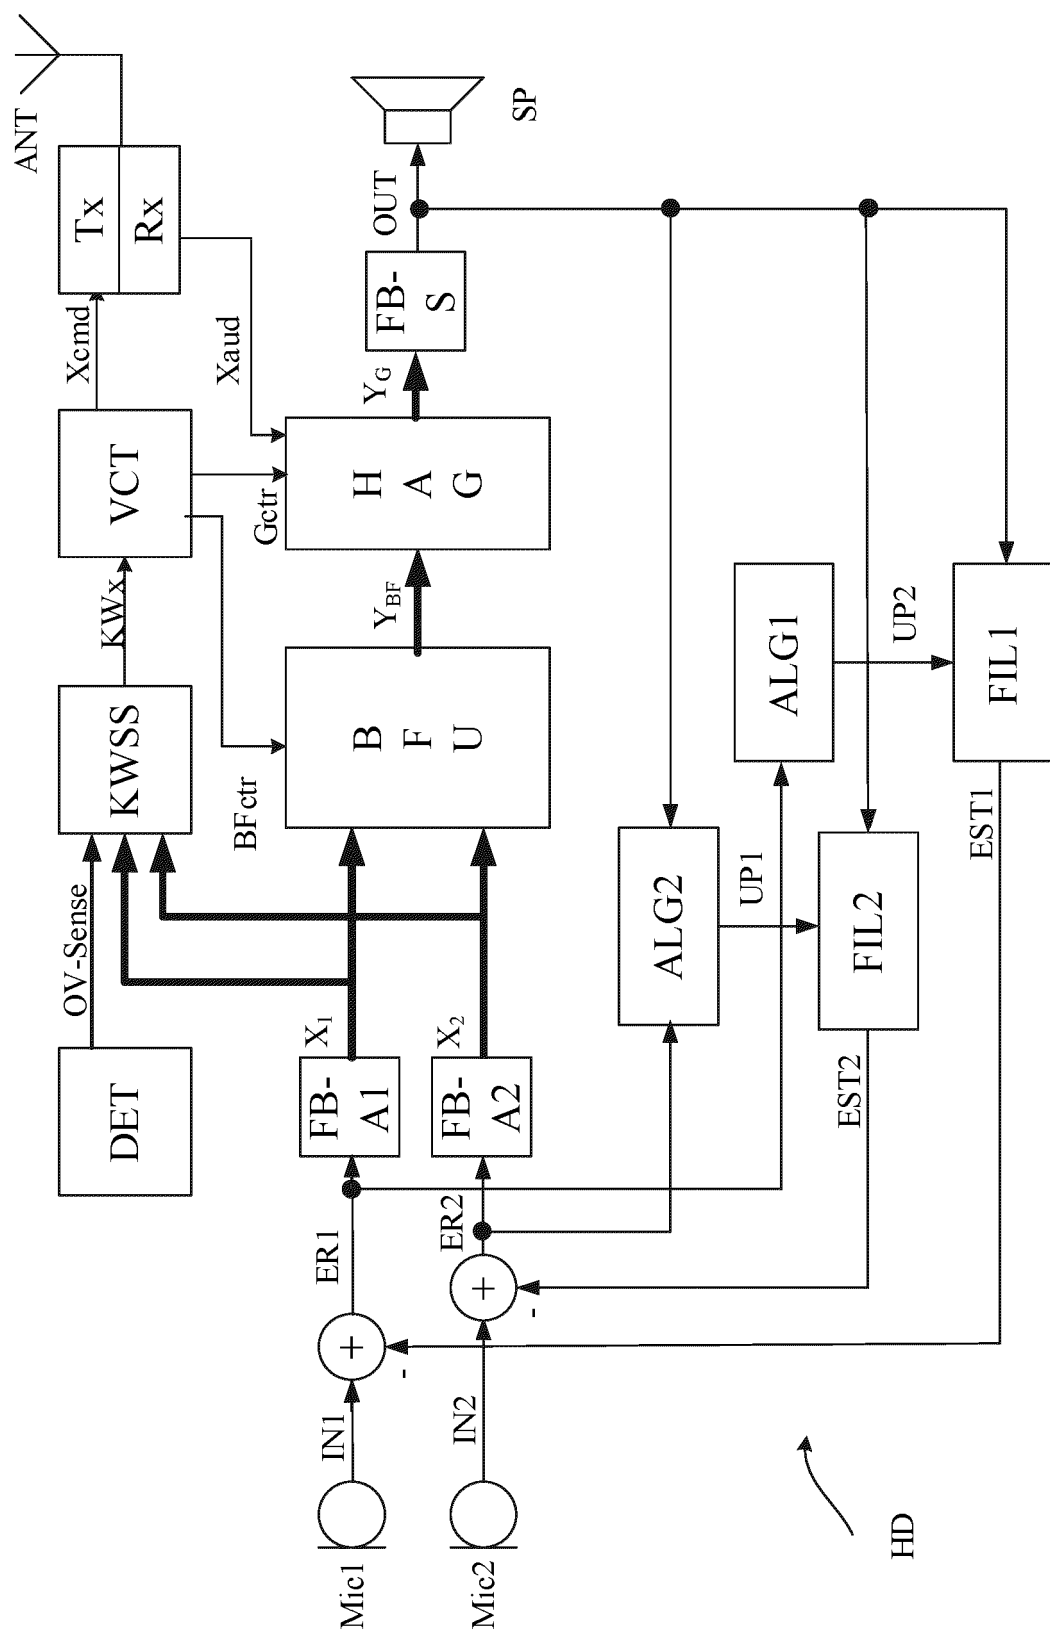 ANT
Tx
Rx
Xcmd
Xaud
VCT
Gctr
KWx
KWSS
BFctr
OV-Sense
DET
SP
OUT
FB-
S
YG
H
A
G
YBF
B
F
U
X1
FB-
A1
X2
FB-
A2
ER1
ER2
+
+
-
-
IN1
IN2
Mic1
Mic2
ALG1
UP2
FIL1
ALG2
UP1
FIL2
EST1
EST2
HD